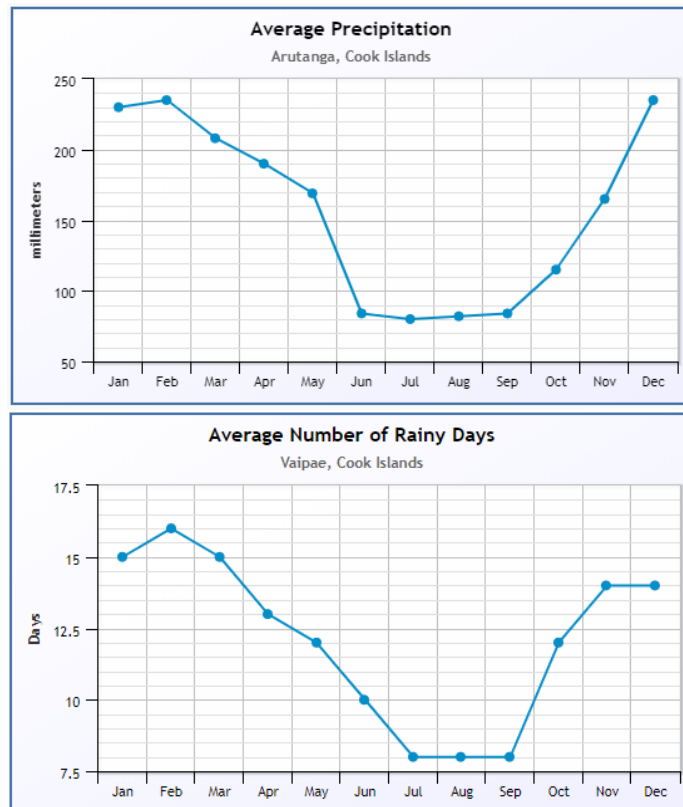 Average Precipitation
Arutanga, Cook Islands
250
200
150
100
50
millimeters
Jan Feb Mar Apr May Jun Jul Aug Sep Oct Nov Dec
Average Number of Rainy Days
Vaipae, Cook Islands
17.5
15
12.5
10
7.5
Days
Jan Feb Mar Apr May Jun Jul Aug Sep Oct Nov Dec